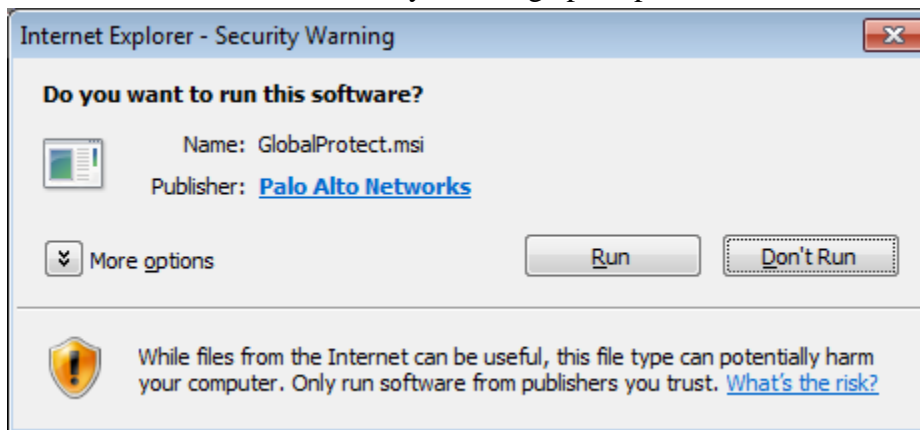 Internet Explorer - Security Warning
Do you want to run this software?
Name: GlobalProtect.msi
Publisher: Palo Alto Networks
More options
Run
Don't Run
While files from the Internet can be useful, this file type can potentially harm
your computer. Only run software from publishers you trust. What's the risk?